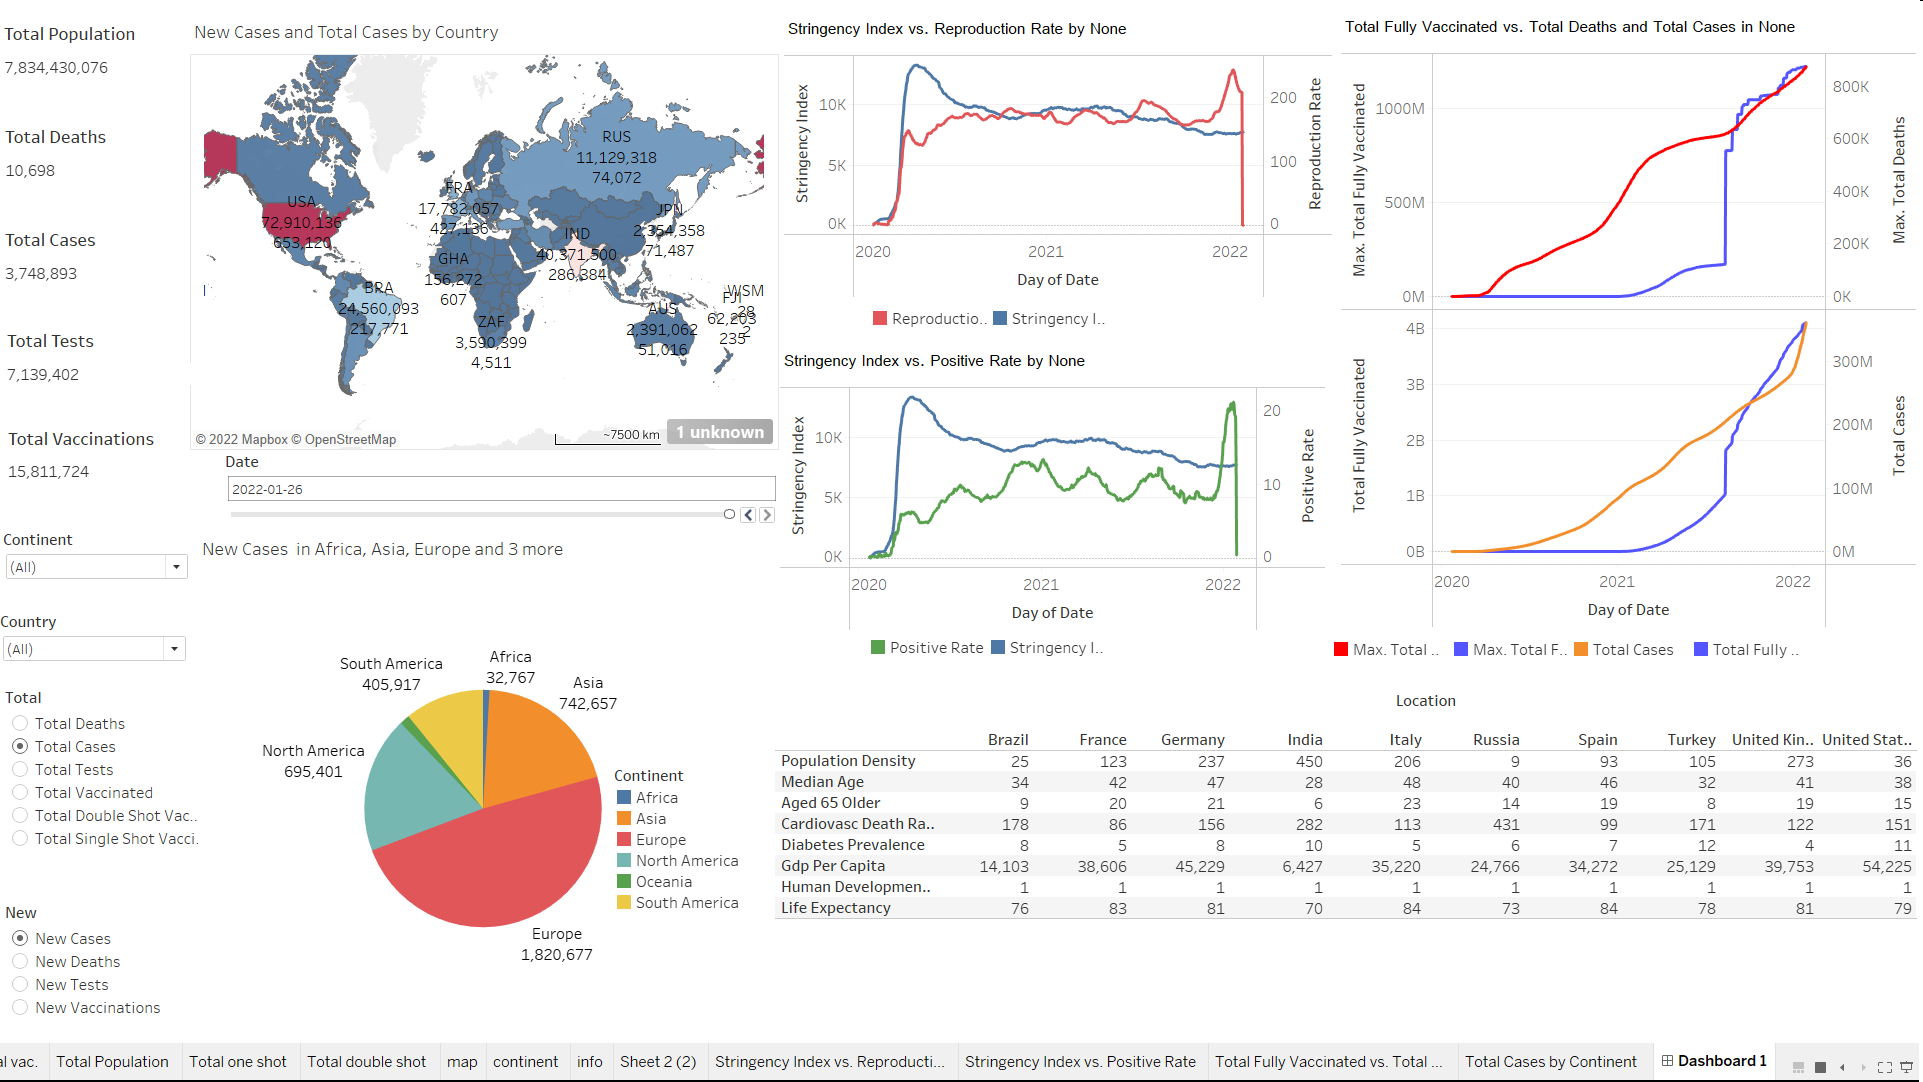 Total Population
7,834,430,076
Total Deaths
10,698
Total Cases
3,748,893
Total Tests
7,139,402
Total Vaccinations
15,811,724
Continent
(All)
Country
(All)
Total
Total Deaths
Total Cases
Total Tests
Total Vaccinated
Total Double Shot Vac..
Total Single Shot Vacci.
New
New Cases
New Deaths
New Tests
New Vaccinations
New Cases and Total Cases by Country
RUS
11,129,318
74,072
USA
72,910,136
653,120
FRA
17,782,057
427,136
JPN
2,354,358
71,487
IND
40,371,500
286,384
GHA
156,272
607
BRA
24,560,093
217,771
ZAF
3,590,399
4,511
AUS
2,391,062
51,016
WSM
28
2
FJI
62,203
235
© 2022 Mapbox © OpenStreetMap
~7500 km
1 unknown
Date
2022-01-26
New Cases in Africa, Asia, Europe and 3 more
South America
405,917
Africa
32,767
Asia
742,657
North America
695,401
Europe
1,820,677
Continent
Africa
Asia
Europe
North America
Oceania
South America
Stringency Index vs. Reproduction Rate by None
Stringency Index
10K
5K
0K
Reproduction Rate
200
100
0
2020 2021 2022
Day of Date
Reproductio.. Stringency I..
Stringency Index vs. Positive Rate by None
Stringency Index
10K
5K
0K
Positive Rate
20
10
0
2020 2021 2022
Day of Date
Positive Rate Stringency I..
Total Fully Vaccinated vs. Total Deaths and Total Cases in None
Max. Total Fully Vaccinated
1000M
500M
0M
Max. Total Deaths
800K
600K
400K
200K
0K
Total Fully Vaccinated
4B
3B
2B
1B
0B
Total Cases
300M
200M
100M
0M
2020 2021 2022
Day of Date
Max. Total .. Max. Total F.. Total Cases Total Fully ..
Location
Brazil France Germany India Italy Russia Spain Turkey United Kin.. United Stat..
Population Density 25 123 237 450 206 9 93 105 273 36
Median Age 34 42 47 28 48 40 46 32 41 38
Aged 65 Older 9 20 21 6 23 14 19 8 19 15
Cardiovasc Death Ra.. 178 86 156 282 113 431 99 171 122 151
Diabetes Prevalence 8 5 8 10 5 6 7 12 4 11
Gdp Per Capita 14,103 38,606 45,229 6,427 35,220 24,766 34,272 25,129 39,753 54,225
Human Developmen.. 1 1 1 1 1 1 1 1 1 1
Life Expectancy 76 83 81 70 84 73 84 78 81 79
al vac. Total Population Total one shot Total double shot map continent info Sheet 2 (2) Stringency Index vs. Reproducti... Stringency Index vs. Positive Rate Total Fully Vaccinated vs. Total ... Total Cases by Continent Dashboard 1